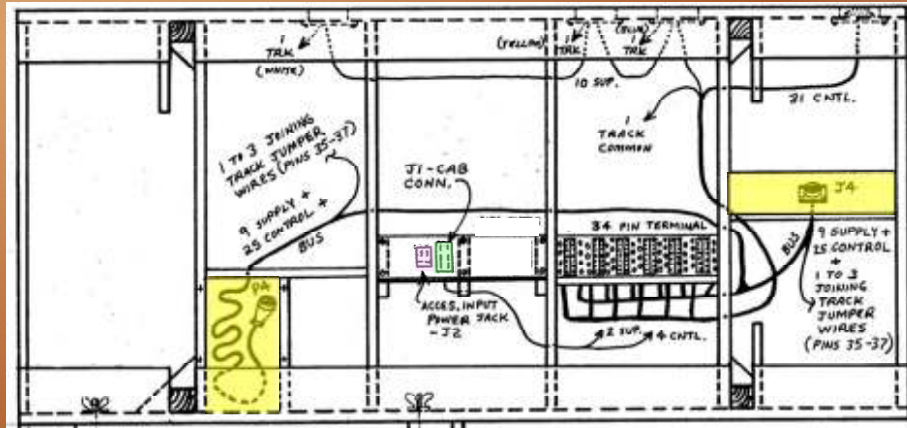 1
TRK
(WHITE)
(YELLOW)
1
TRK
1
TRK
10 SUP.
21 CNTL.
1
TRACK
COMMON
1 TO 3 JOINING
TRACK JUMPER
WIRES (PINS 35-37)
9 SUPPLY +
25 CONTROL +
BUS
J1-CAB
CONN.
J4
34 PIN TERMINAL
BUS
9 SUPPLY +
25 CONTROL
+
1 TO 3
JOINING
TRACK
JUMPER
WIRES
(PINS 35-37)
ACCES. INPUT
POWER JACK
- J2
2 SUP.
4 CNTL.